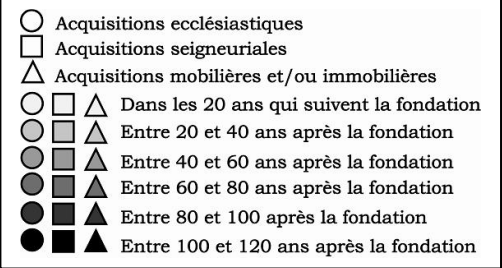 Acquisitions ecclésiastiques
Acquisitions seigneuriales
Acquisitions mobilières et/ou immobilières
Dans les 20 ans qui suivent la fondation
Entre 20 et 40 ans après la fondation
Entre 40 et 60 ans après la fondation
Entre 60 et 80 ans après la fondation
Entre 80 et 100 après la fondation
Entre 100 et 120 ans après la fondation